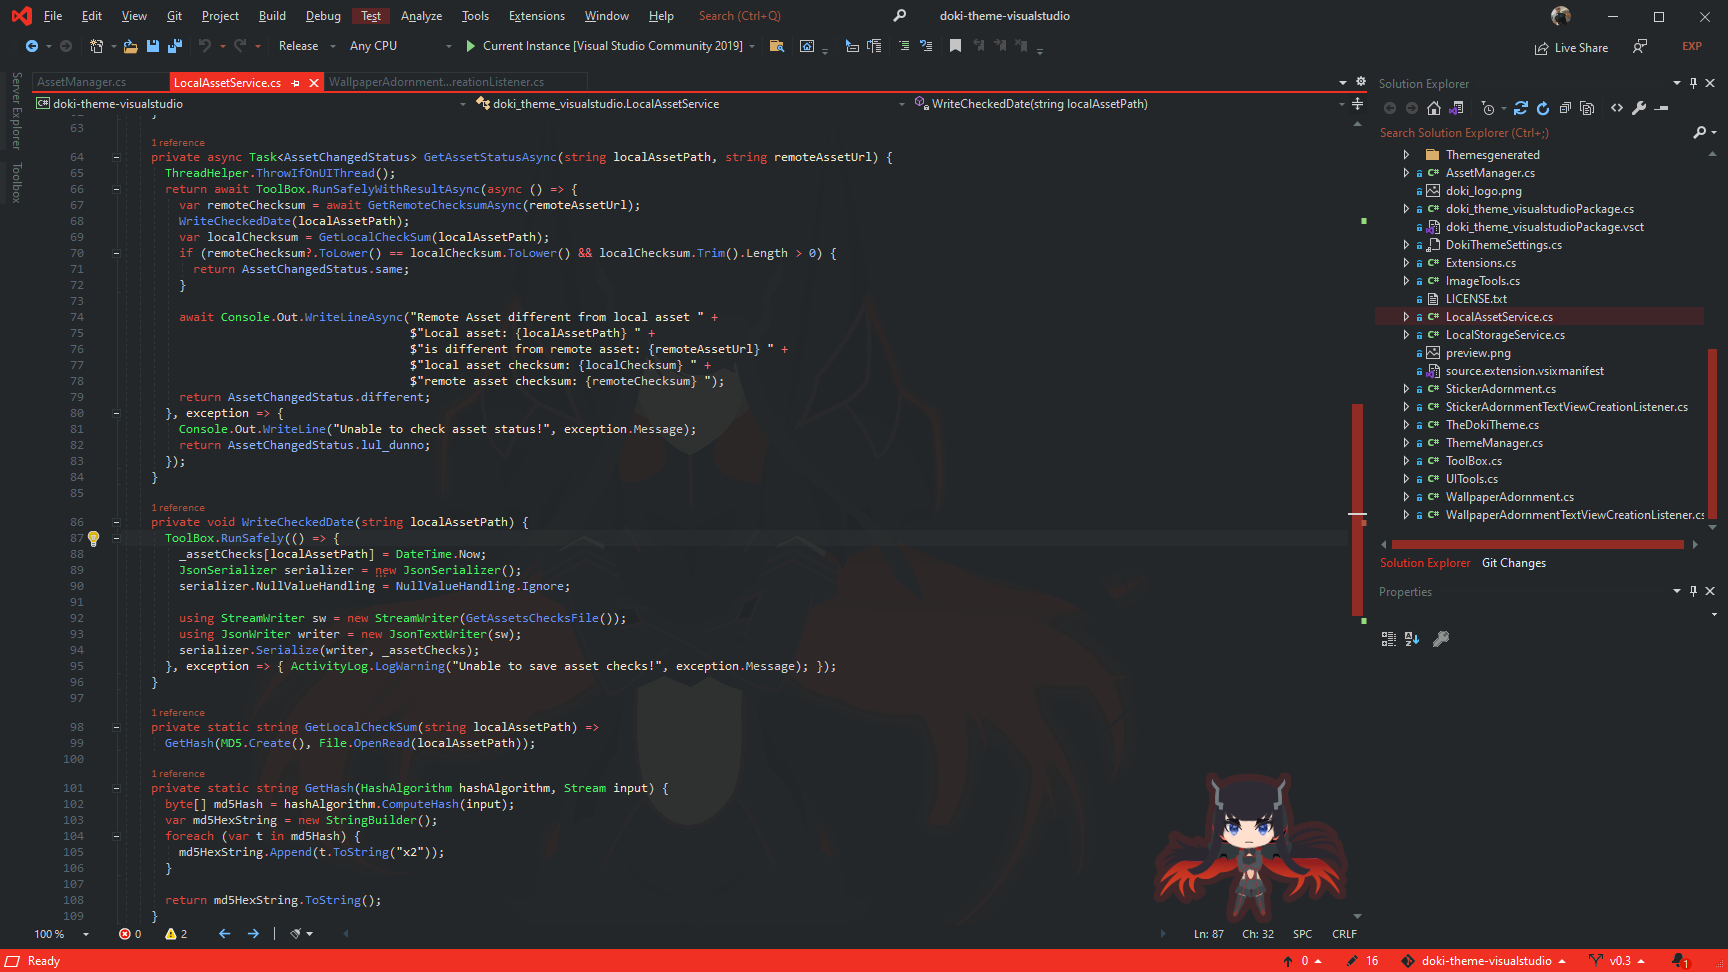 File Edit View Git Project Build Debug Test Analyze Tools Extensions Window Help Search (Ctrl+Q) doki-theme-visualstudio
Release Any CPU Current Instance [Visual Studio Community 2019] Live Share EXP
Server Explorer
Toolbox
AssetManager.cs LocalAssetService.cs WallpaperAdornment...reationListener.cs
doki-theme-visualstudio doki_theme_visualstudio.LocalAssetService WriteCheckedDate(string localAssetPath)
63
1 reference
64 private async Task<AssetChangedStatus> GetAssetStatusAsync(string localAssetPath, string remoteAssetUrl) {
65 ThreadHelper.ThrowIfOnUIThread();
66 return await ToolBox.RunSafelyWithResultAsync(async () => {
67 var remoteChecksum = await GetRemoteChecksumAsync(remoteAssetUrl);
68 WriteCheckedDate(localAssetPath);
69 var localChecksum = GetLocalCheckSum(localAssetPath);
70 if (remoteChecksum?.ToLower() == localChecksum.ToLower() && localChecksum.Trim().Length > 0) {
71 return AssetChangedStatus.same;
72 }
73
74 await Console.Out.WriteLineAsync("Remote Asset different from local asset " +
75 $"Local asset: {localAssetPath} " +
76 $"is different from remote asset: {remoteAssetUrl} " +
77 $"local asset checksum: {localChecksum} " +
78 $"remote asset checksum: {remoteChecksum} ");
79 return AssetChangedStatus.different;
80 }, exception => {
81 Console.Out.WriteLine("Unable to check asset status!", exception.Message);
82 return AssetChangedStatus.lul_dunno;
83 });
84 }
85
1 reference
86 private void WriteCheckedDate(string localAssetPath) {
87 ToolBox.RunSafely(() => {
88 _assetChecks[localAssetPath] = DateTime.Now;
89 JsonSerializer serializer = new JsonSerializer();
90 serializer.NullValueHandling = NullValueHandling.Ignore;
91
92 using StreamWriter sw = new StreamWriter(GetAssetsChecksFile());
93 using JsonWriter writer = new JsonTextWriter(sw);
94 serializer.Serialize(writer, _assetChecks);
95 }, exception => { ActivityLog.LogWarning("Unable to save asset checks!", exception.Message); });
96 }
97
1 reference
98 private static string GetLocalCheckSum(string localAssetPath) =>
99 GetHash(MD5.Create(), File.OpenRead(localAssetPath));
100
1 reference
101 private static string GetHash(HashAlgorithm hashAlgorithm, Stream input) {
102 byte[] md5Hash = hashAlgorithm.ComputeHash(input);
103 var md5HexString = new StringBuilder();
104 foreach (var t in md5Hash) {
105 md5HexString.Append(t.ToString("x2"));
106 }
107
108 return md5HexString.ToString();
109 }
100 % 0 2 Ln: 87 Ch: 32 SPC CRLF
Solution Explorer
Search Solution Explorer (Ctrl+;)
Themesgenerated
C# AssetManager.cs
doki_logo.png
C# doki_theme_visualstudioPackage.cs
doki_theme_visualstudioPackage.vsct
DokiThemeSettings.cs
C# Extensions.cs
C# ImageTools.cs
LICENSE.txt
C# LocalAssetService.cs
C# LocalStorageService.cs
preview.png
source.extension.vsixmanifest
C# StickerAdornment.cs
C# StickerAdornmentTextViewCreationListener.cs
C# TheDokiTheme.cs
C# ThemeManager.cs
C# ToolBox.cs
C# UITools.cs
C# WallpaperAdornment.cs
C# WallpaperAdornmentTextViewCreationListener.cs
Solution Explorer Git Changes
Properties
Ready 0 16 doki-theme-visualstudio v0.3 1